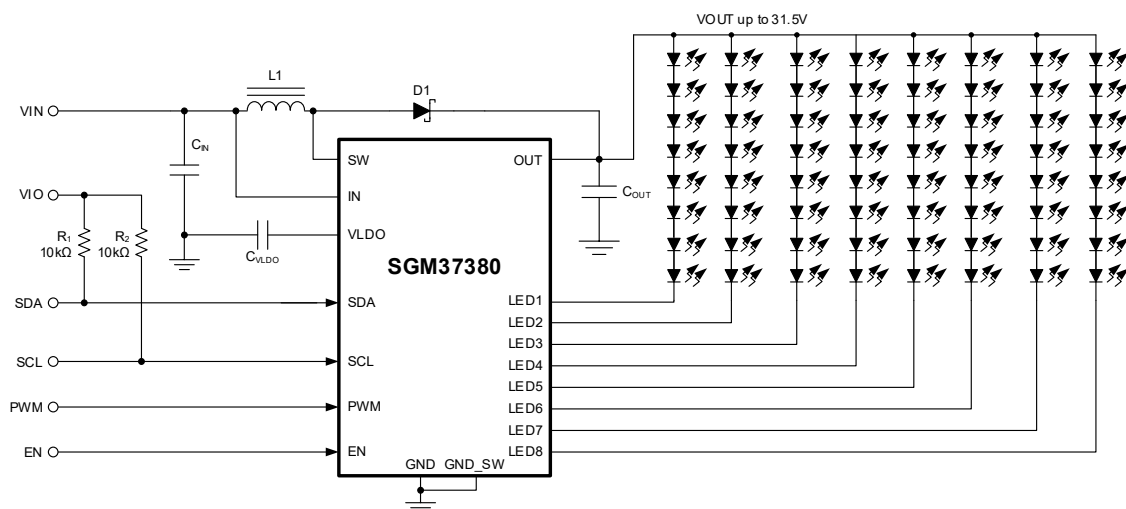 VOUT up to 31.5V
L1
D1
VIN
CIN
SW
OUT
IN
COUT
VIO
R1
10kΩ
R2
10kΩ
VLDO
CVLDO
SGM37380
SDA
SDA
LED1
LED2
LED3
SCL
SCL
LED4
LED5
PWM
PWM
LED6
LED7
EN
EN
LED8
GND
GND_SW